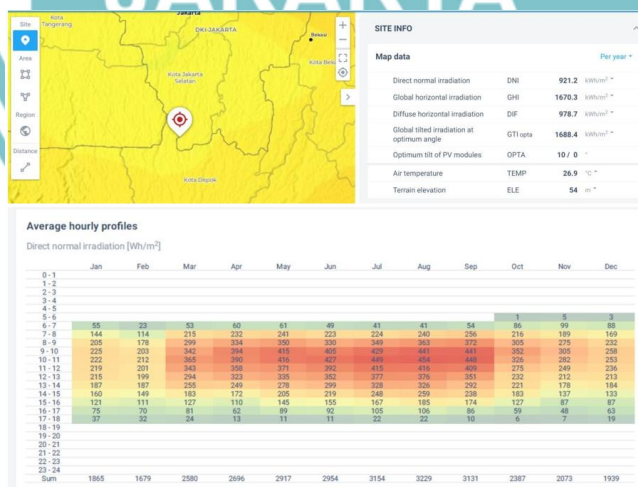 JAKARTA
Site
Area
Region
Distance
Kota
Tangerang
Jakarta
DKI JAKARTA
Bekasi
Kota Bekasi
Kota Jakarta
Selatan
Kota Depok
SITE INFO
Map data Per year
Direct normal irradiation DNI 921.2 kWh/m²
Global horizontal irradiation GHI 1670.3 kWh/m²
Diffuse horizontal irradiation DIF 978.7 kWh/m²
Global tilted irradiation at
optimum angle GTI opta 1688.4 kWh/m²
Optimum tilt of PV modules OPTA 10 / 0 °
Air temperature TEMP 26.9 °C
Terrain elevation ELE 54 m
Average hourly profiles
Direct normal irradiation [Wh/m²]
Jan Feb Mar Apr May Jun Jul Aug Sep Oct Nov Dec
0 - 1
1 - 2
2 - 3
3 - 4
4 - 5
5 - 6 1 5 3
6 - 7 55 23 53 60 61 49 41 41 54 86 99 88
7 - 8 144 114 215 232 241 223 224 240 256 216 189 169
8 - 9 205 178 299 334 350 330 349 363 372 305 275 232
9 - 10 225 203 342 394 415 405 429 441 441 352 305 258
10 - 11 222 212 365 390 416 427 449 454 448 326 282 253
11 - 12 219 201 343 358 371 392 415 416 409 275 249 236
12 - 13 215 199 294 323 335 352 377 376 351 232 212 213
13 - 14 187 187 255 249 278 299 328 326 292 221 178 184
14 - 15 160 149 183 172 205 219 248 259 238 183 137 133
15 - 16 121 111 127 110 145 155 167 185 174 127 87 87
16 - 17 75 70 81 62 89 92 105 106 86 59 48 63
17 - 18 37 32 24 13 11 11 22 22 10 6 7 19
18 - 19
19 - 20
20 - 21
21 - 22
22 - 23
23 - 24
Sum 1865 1679 2580 2696 2917 2954 3154 3229 3131 2387 2073 1939